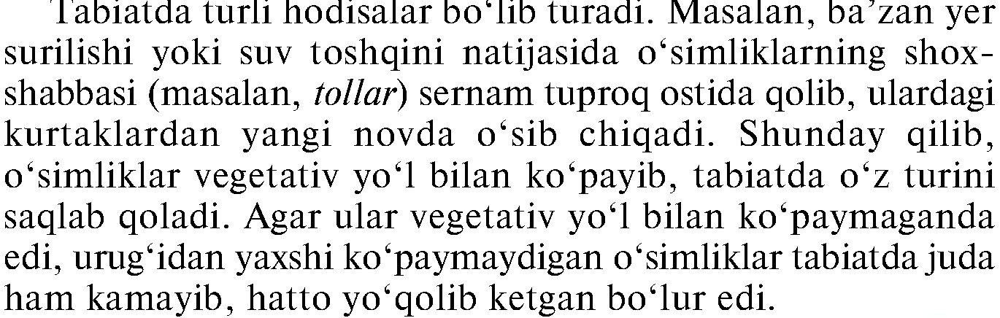 Tabiatda turli hodisalar bo‘lib turadi. Masalan, ba’zan yer
surilishi yoki suv toshqini natijasida o‘simliklarning shox-
shabbasi (masalan, tollar) sernam tuproq ostida qolib, ulardagi
kurtaklardan yangi novda o‘sib chiqadi. Shunday qilib,
o‘simliklar vegetativ yo‘l bilan ko‘payib, tabiatda o‘z turini
saqlab qoladi. Agar ular vegetativ yo‘l bilan ko‘paymaganda
edi, urug‘idan yaxshi ko‘paymaydigan o‘simliklar tabiatda juda
ham kamayib, hatto yo‘qolib ketgan bo‘lur edi.